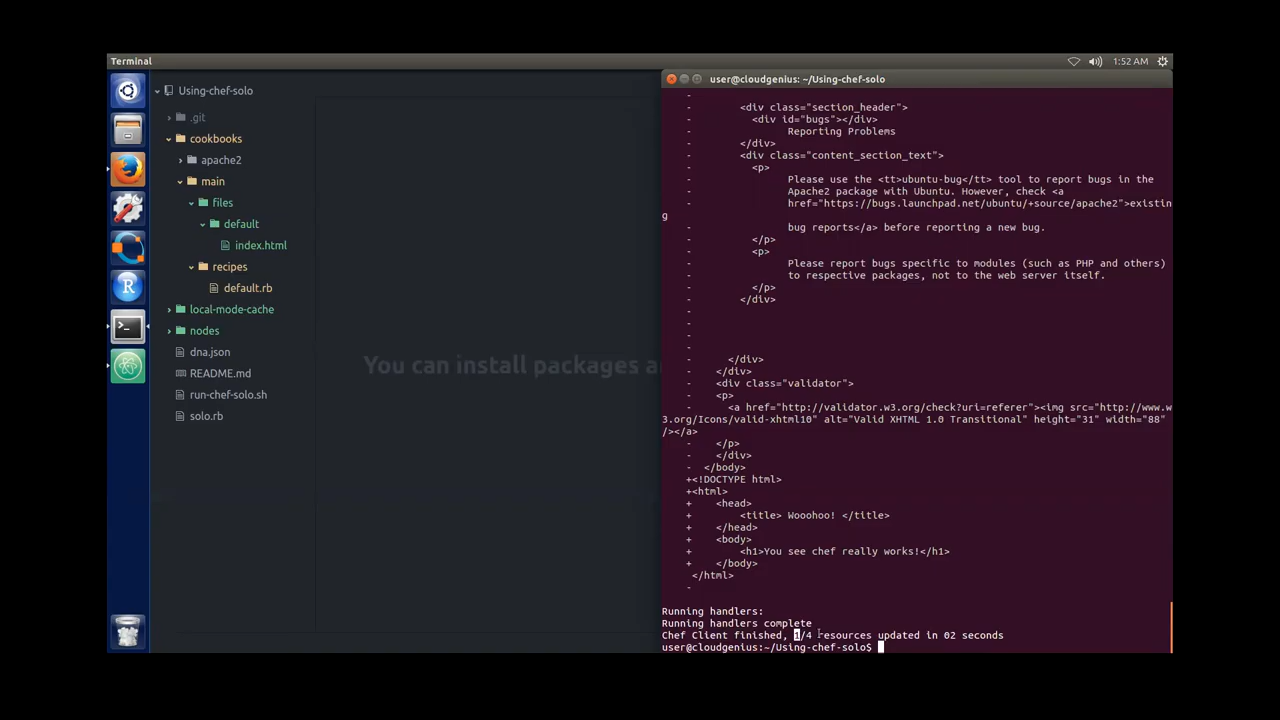 Terminal
1:52 AM
Using-chef-solo
.git
cookbooks
apache2
main
files
default
index.html
recipes
default.rb
local-mode-cache
nodes
dna.json
README.md
run-chef-solo.sh
solo.rb
You can install packages a
user@cloudgenius: ~/Using-chef-solo
-
- <div class="section_header">
- <div id="bugs"></div>
- Reporting Problems
- </div>
- <div class="content_section_text">
- <p>
- Please use the <tt>ubuntu-bug</tt> tool to report bugs in the
- Apache2 package with Ubuntu. However, check <a
- href="https://bugs.launchpad.net/ubuntu/+source/apache2">existin
g
- bug reports</a> before reporting a new bug.
- </p>
- <p>
- Please report bugs specific to modules (such as PHP and others)
- to respective packages, not to the web server itself.
- </p>
- </div>
-
-
-
-
- </div>
- </div>
- <div class="validator">
- <p>
- <a href="http://validator.w3.org/check?uri=referer"><img src="http://www.w
3.org/Icons/valid-xhtml10" alt="Valid XHTML 1.0 Transitional" height="31" width="88"
/></a>
- </p>
- </div>
- </body>
+<!DOCTYPE html>
+<html>
+ <head>
+ <title> Wooohoo! </title>
+ </head>
+ <body>
+ <h1>You see chef really works!</h1>
+ </body>
</html>
-
Running handlers:
Running handlers complete
Chef Client finished, 1/4 resources updated in 02 seconds
user@cloudgenius:~/Using-chef-solo$